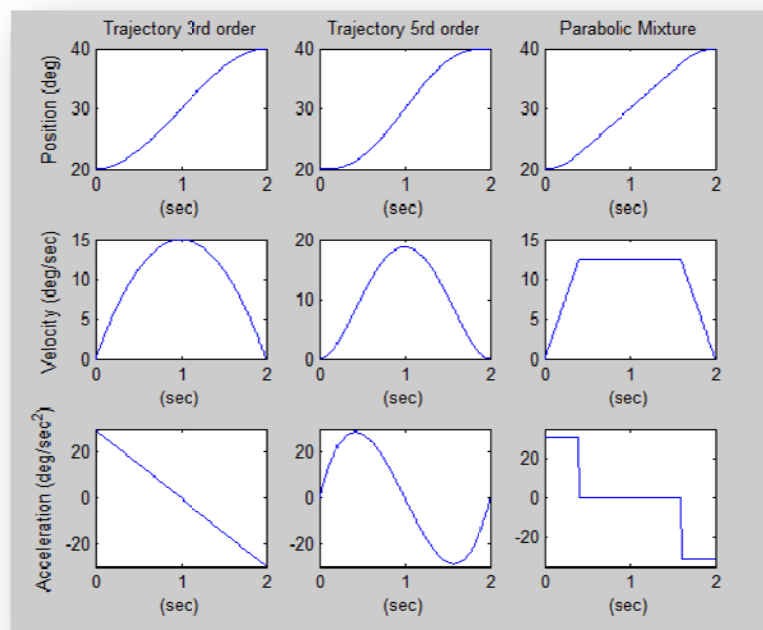 Trajectory 3rd order Trajectory 5rd order Parabolic Mixture
Position (deg)
40 40 40
30 30 30
20 20 20
0 1 2 0 1 2 0 1 2
(sec) (sec) (sec)
Velocity (deg/sec)
15 20 15
10 10 10
5 5
0 0 0
0 1 2 0 1 2 0 1 2
(sec) (sec) (sec)
Acceleration (deg/sec²)
20 20 20
0 0 0
-20 -20 -20
0 1 2 0 1 2 0 1 2
(sec) (sec) (sec)